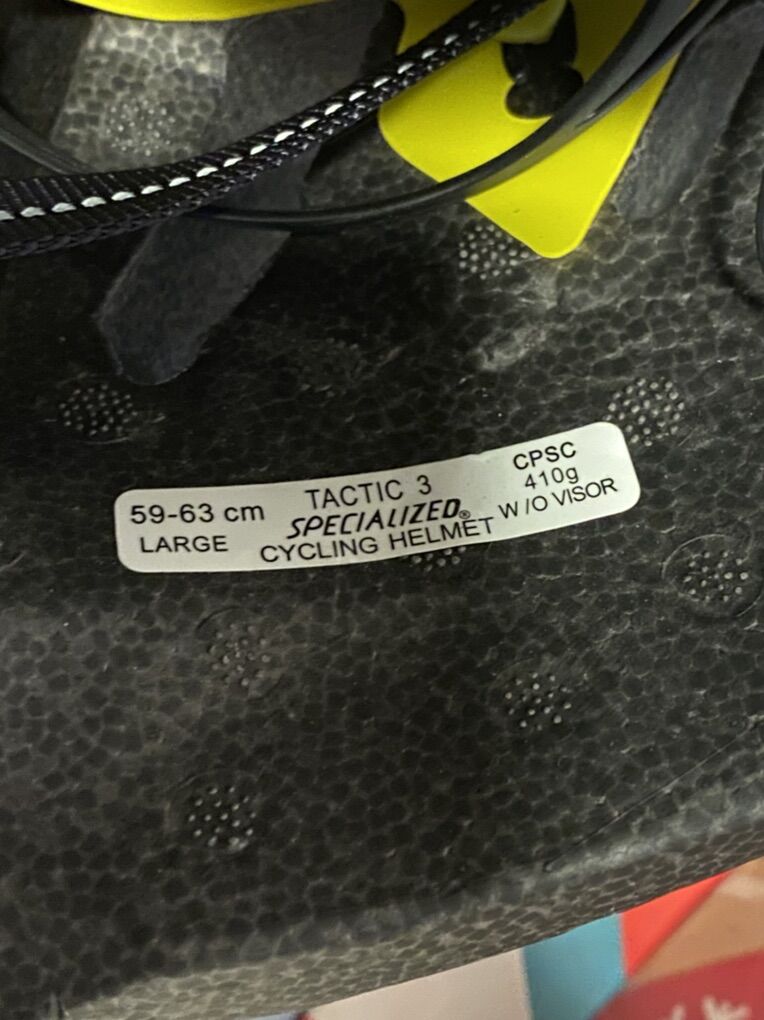 59-63 cm
LARGE
TACTIC 3
SPECIALIZED®
CYCLING HELMET
CPSC
410g
W/O VISOR